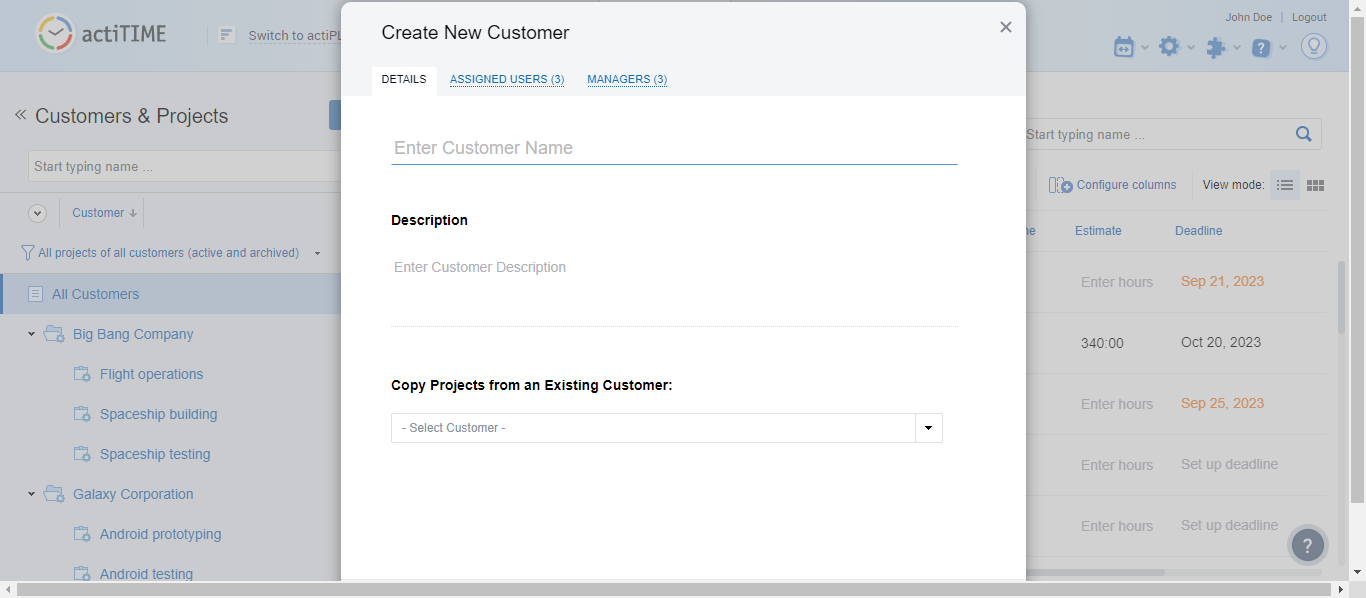 actiTIME
Switch to actiPL
John Doe | Logout
Create New Customer
DETAILS ASSIGNED USERS (3) MANAGERS (3)
Enter Customer Name
Description
Enter Customer Description
Copy Projects from an Existing Customer:
- Select Customer -
Customers & Projects
Start typing name ...
Customer
All projects of all customers (active and archived)
All Customers
Big Bang Company
Flight operations
Spaceship building
Spaceship testing
Galaxy Corporation
Android prototyping
Android testing
Start typing name ...
Configure columns View mode:
ne Estimate Deadline
Enter hours Sep 21, 2023
340:00 Oct 20, 2023
Enter hours Sep 25, 2023
Enter hours Set up deadline
Enter hours Set up deadline
?